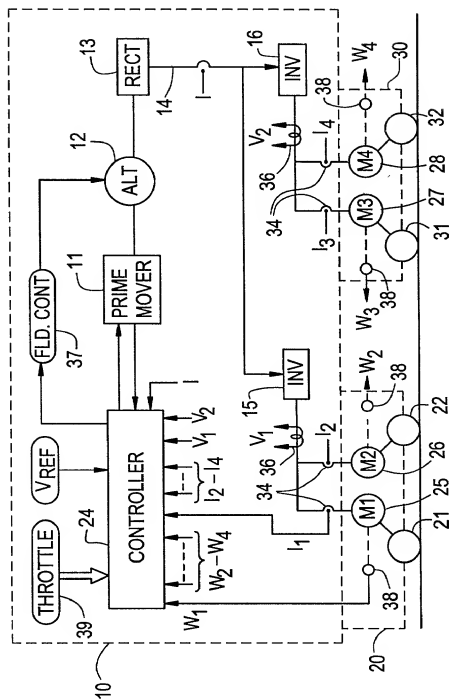 THROTTLE
39
V REF
FLD. CONT
37
24
CONTROLLER
11
PRIME
MOVER
12
ALT
13
RECT
14
I
I
V2
V1
I2 – I4
W2 – W4
I1
W1
10
15
INV
16
INV
V1
36
I2
34
V2
36
I4
34
I3
38
M1
25
M2
26
38
W2
21
22
20
W3
38
M3
27
M4
28
38
W4
31
32
30